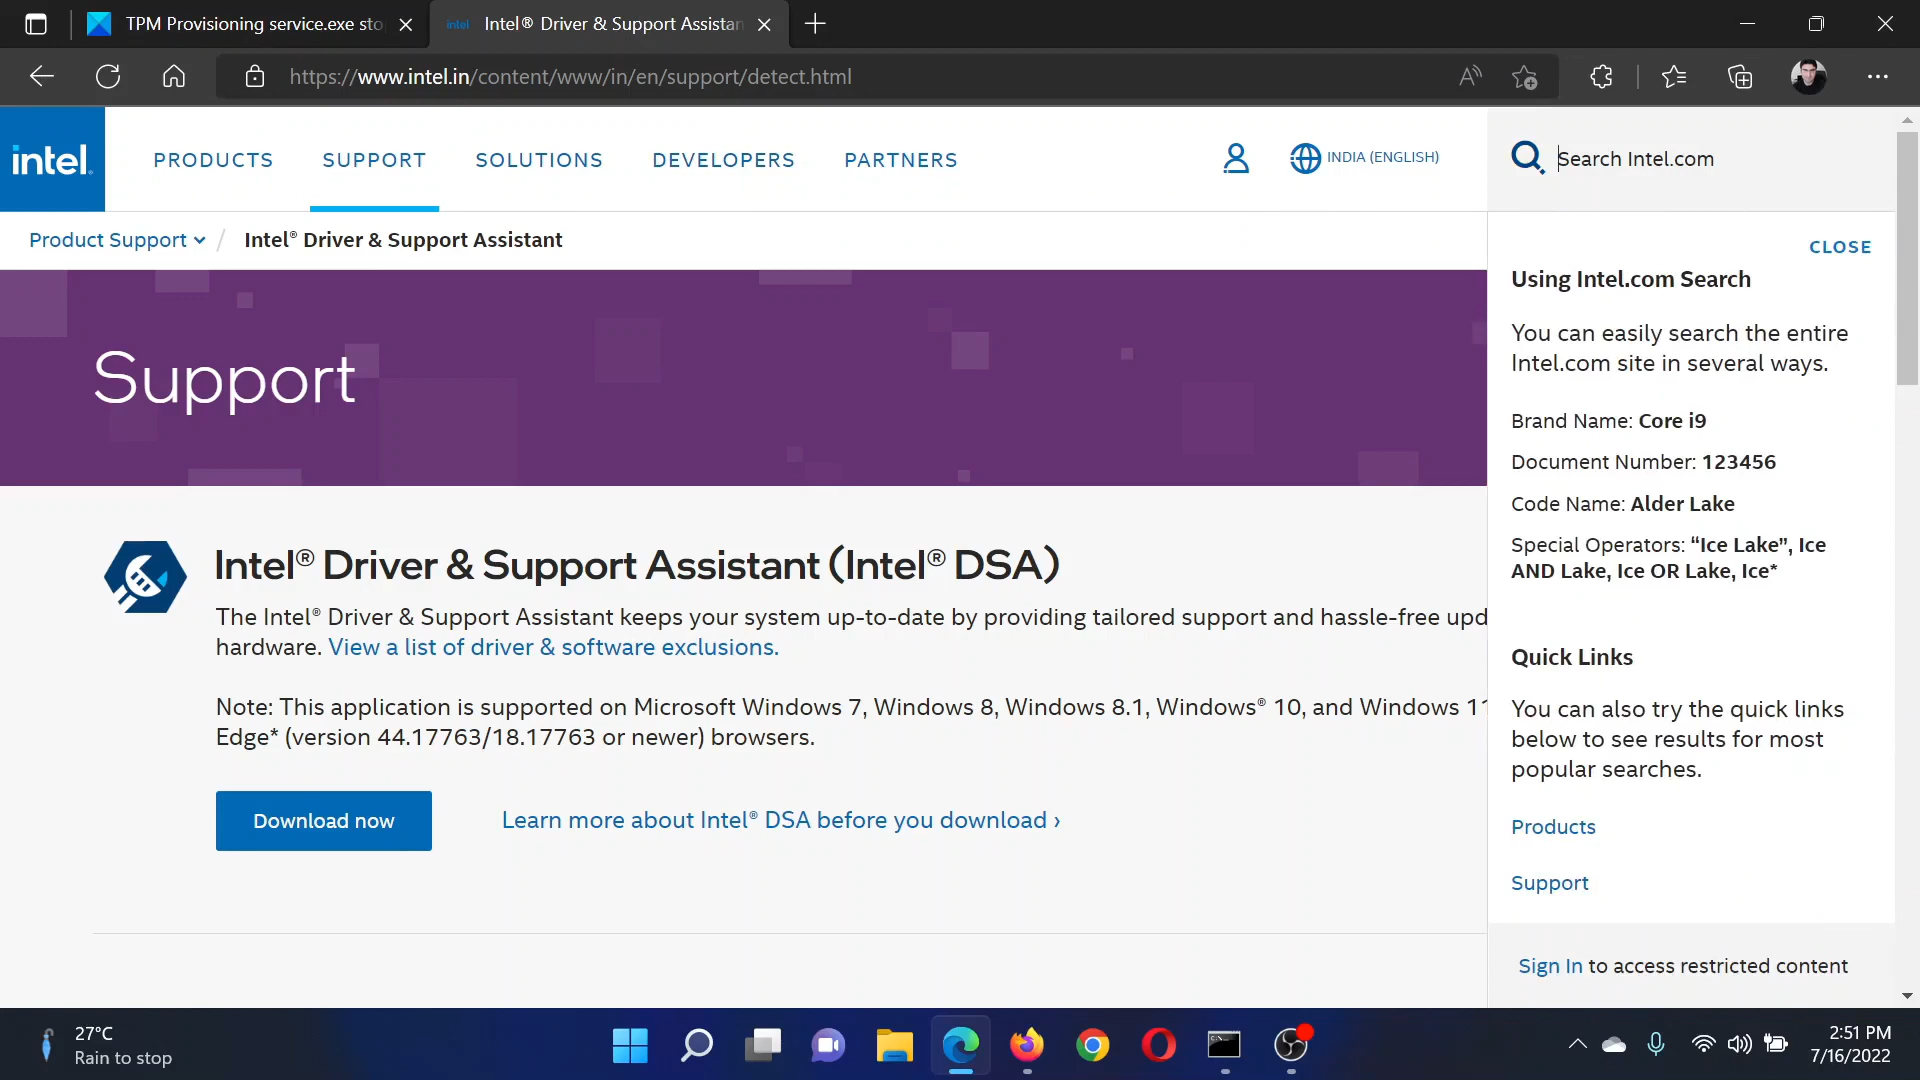 TPM Provisioning service.exe sto
intel
Intel® Driver & Support Assistan
https://www.intel.in/content/www/in/en/support/detect.html
intel.
PRODUCTS
SUPPORT
SOLUTIONS
DEVELOPERS
PARTNERS
INDIA (ENGLISH)
Search Intel.com
Product Support / Intel® Driver & Support Assistant
CLOSE
Using Intel.com Search
You can easily search the entire
Intel.com site in several ways.
Brand Name: Core i9
Document Number: 123456
Code Name: Alder Lake
Special Operators: “Ice Lake”, Ice
AND Lake, Ice OR Lake, Ice*
Quick Links
You can also try the quick links
below to see results for most
popular searches.
Products
Support
Sign In to access restricted content
Support
Intel® Driver & Support Assistant (Intel® DSA)
The Intel® Driver & Support Assistant keeps your system up-to-date by providing tailored support and hassle-free upd
hardware. View a list of driver & software exclusions.
Note: This application is supported on Microsoft Windows 7, Windows 8, Windows 8.1, Windows® 10, and Windows 11
Edge* (version 44.17763/18.17763 or newer) browsers.
Download now
Learn more about Intel® DSA before you download ›
27°C
Rain to stop
2:51 PM
7/16/2022